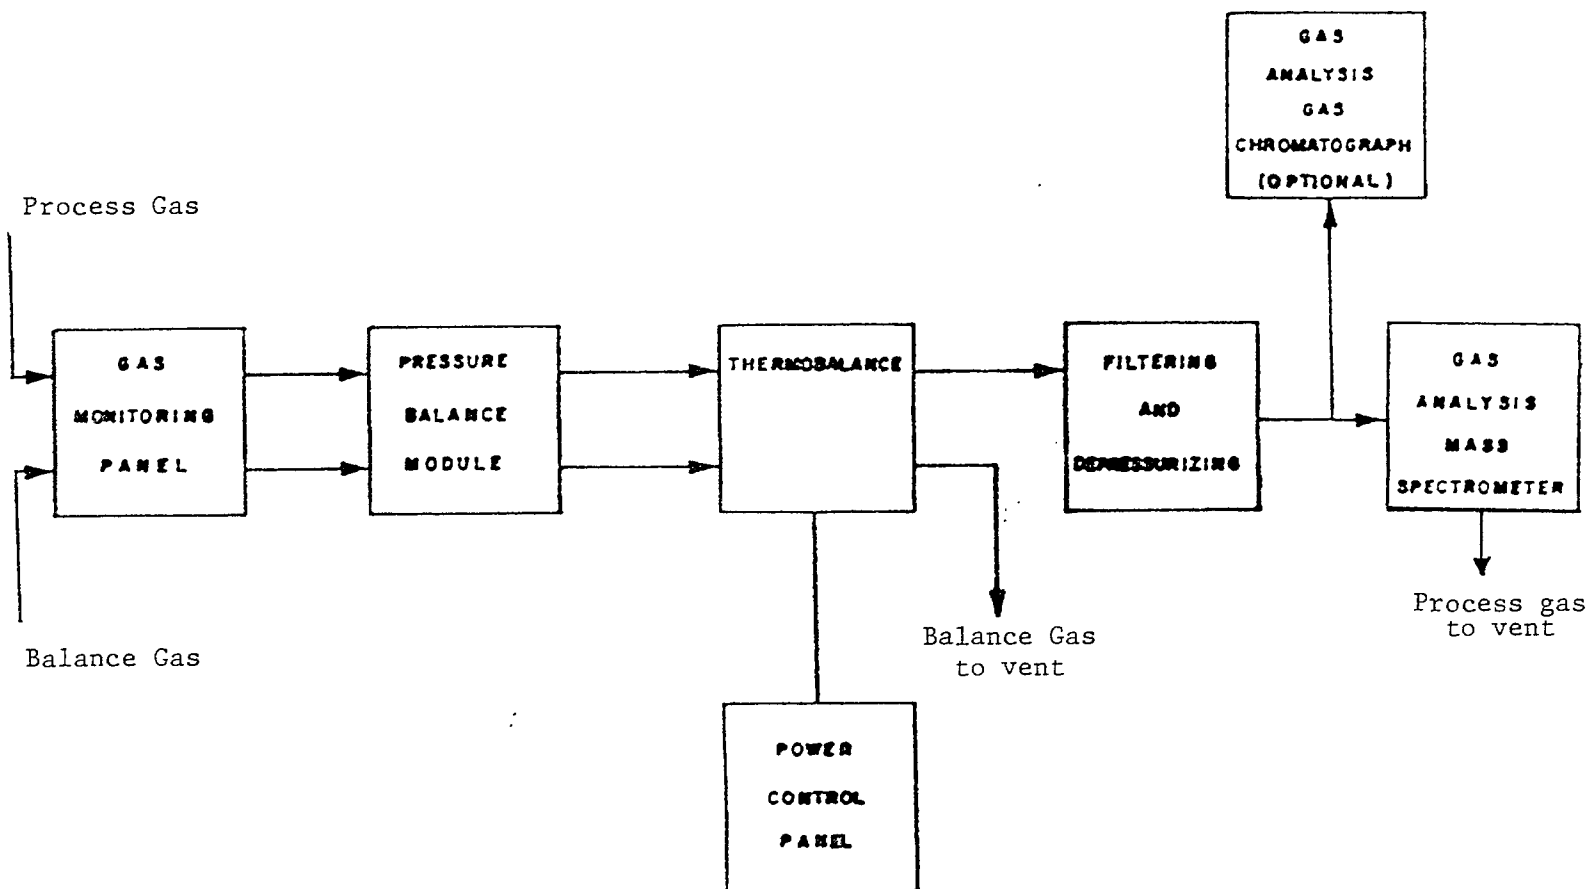 GAS
ANALYSIS
GAS
CHROMATOGRAPH
(OPTIONAL)
Process Gas
GAS
MONITORING
PANEL
PRESSURE
BALANCE
MODULE
THERMOBALANCE
FILTERING
AND
DEPRESSURIZING
GAS
ANALYSIS
MASS
SPECTROMETER
Balance Gas
Balance Gas
to vent
Process gas
to vent
POWER
CONTROL
PANEL